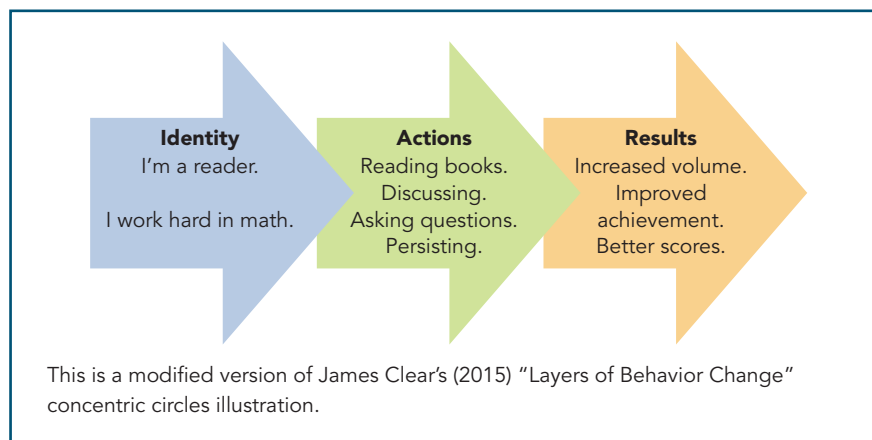 Identity
I'm a reader.
I work hard in math.
Actions
Reading books.
Discussing.
Asking questions.
Persisting.
Results
Increased volume.
Improved
achievement.
Better scores.
This is a modified version of James Clear's (2015) “Layers of Behavior Change”
concentric circles illustration.